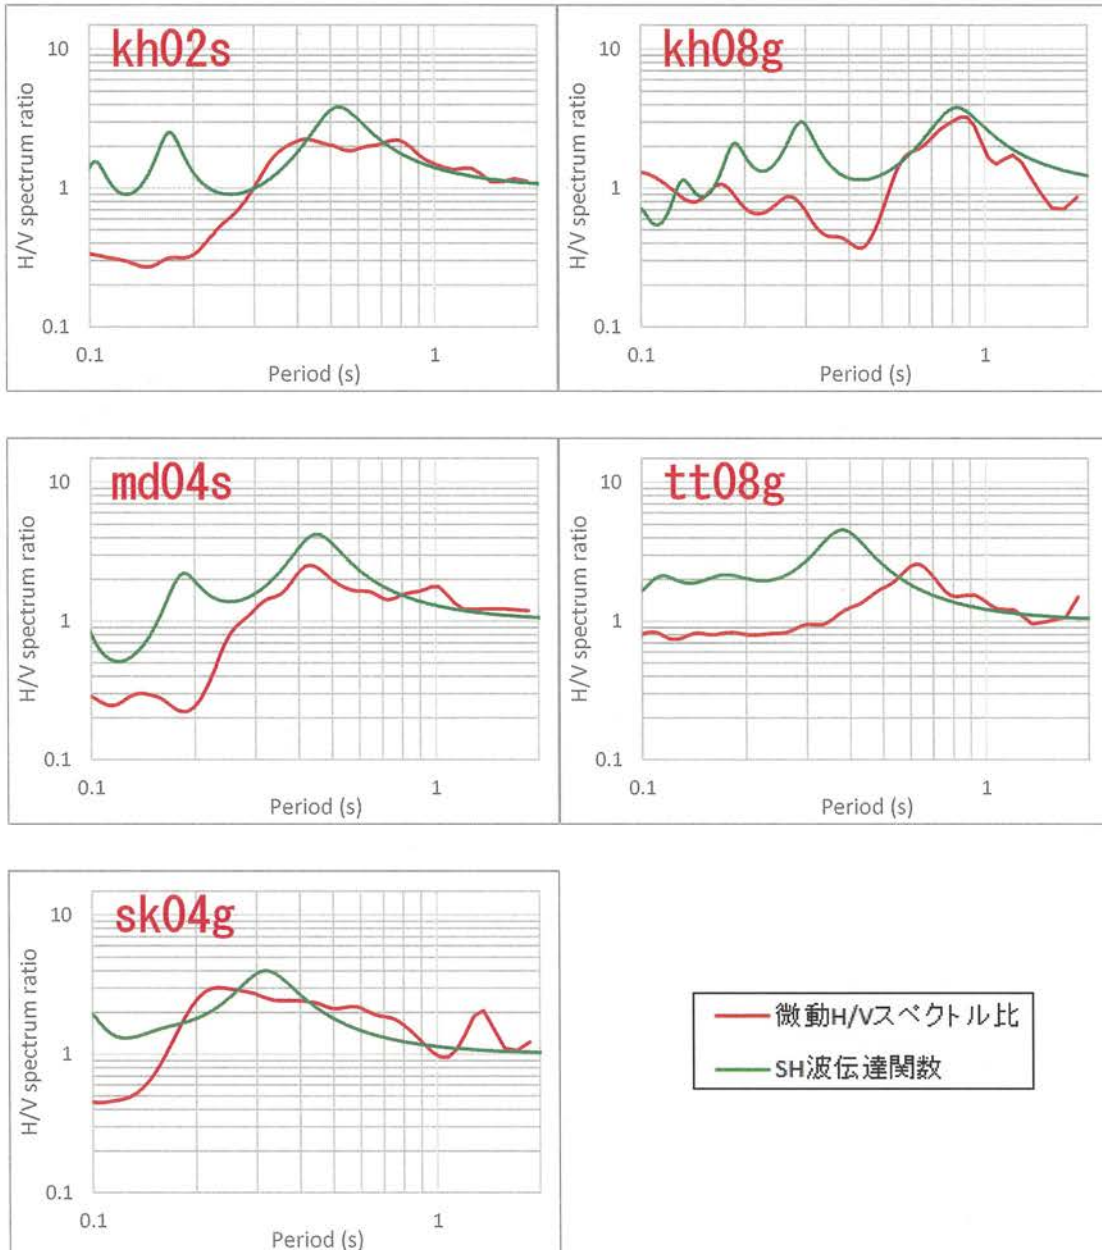 kh02s
H/V spectrum ratio
10
1
0.1
0.1
1
Period (s)
kh08g
H/V spectrum ratio
10
1
0.1
0.1
1
Period (s)
md04s
H/V spectrum ratio
10
1
0.1
0.1
1
Period (s)
tt08g
H/V spectrum ratio
10
1
0.1
0.1
1
Period (s)
sk04g
H/V spectrum ratio
10
1
0.1
0.1
1
Period (s)
微動H/Vスペクトル比
SH波伝達関数